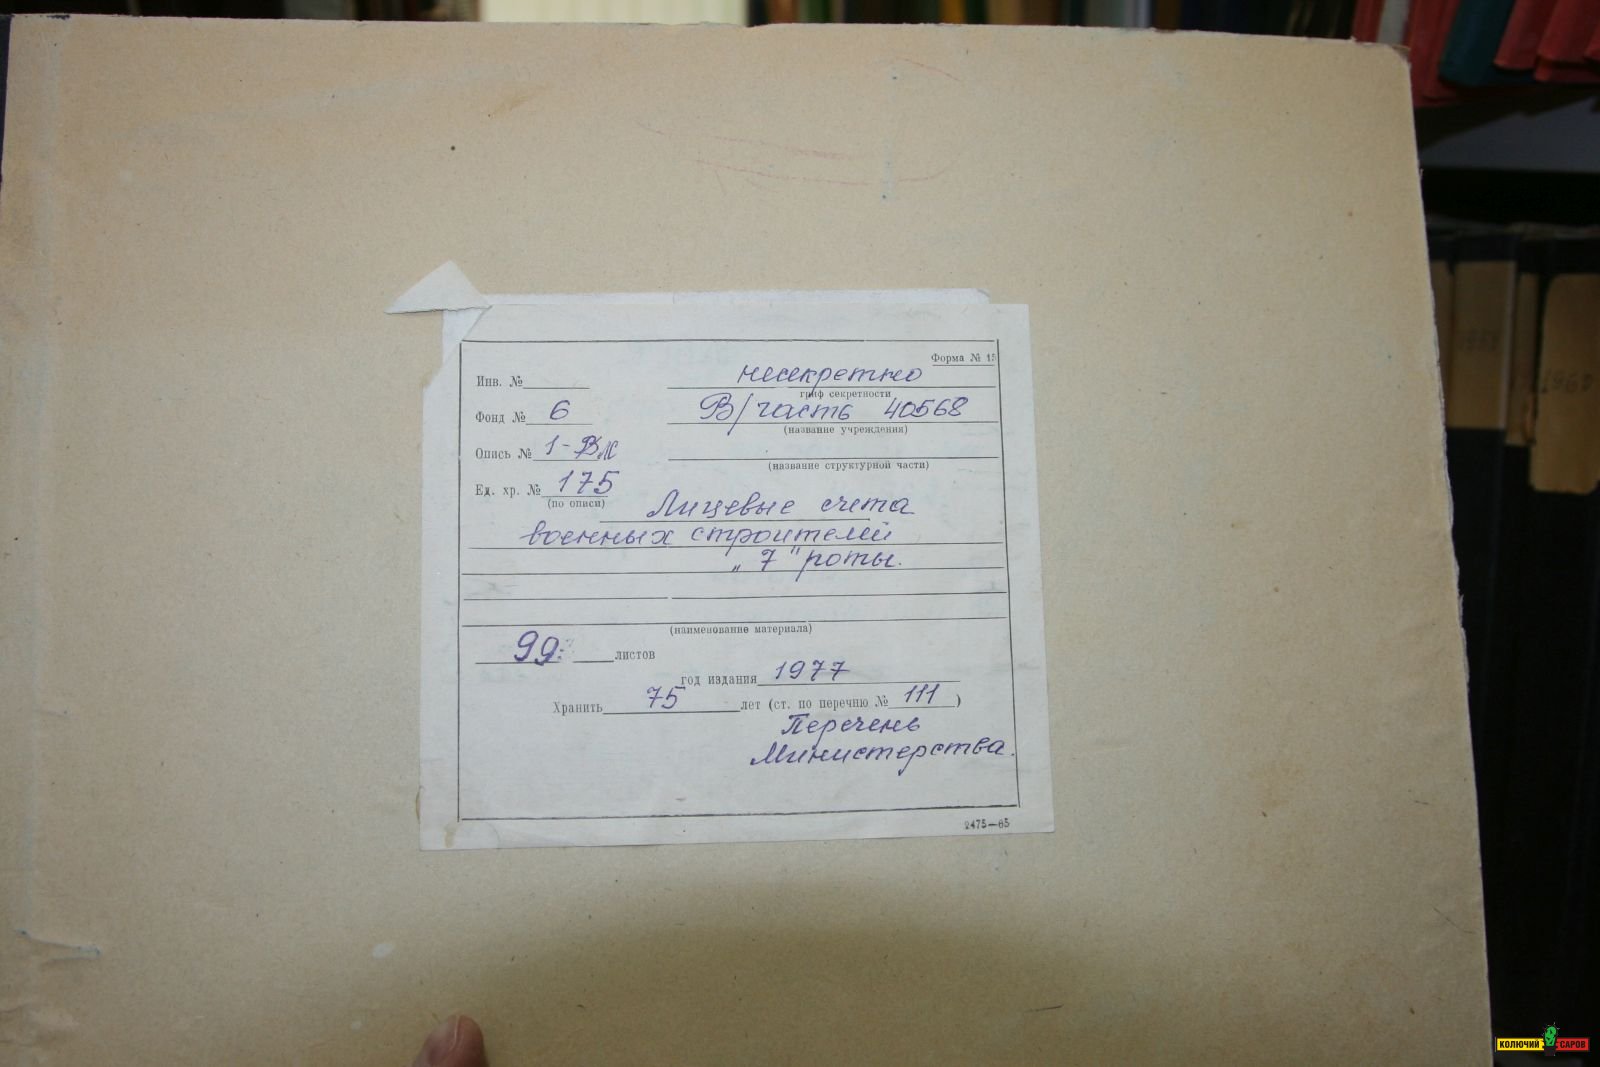 Форма № 15
Инв. №
несекретно
гриф секретности
Фонд № 6
В/часть 40568
(название учреждения)
Опись № 1-ВлС
(название структурной части)
Ед. хр. № 175
(по описи)
Лицевые счета
военных строителей
„7" роты.
(наименование материала)
99 листов
год издания 1977
Хранить 75 лет (ст. по перечню № 111)
Перечень
Министерства.
2475—65
КОЛЮЧИЙ САРОВ